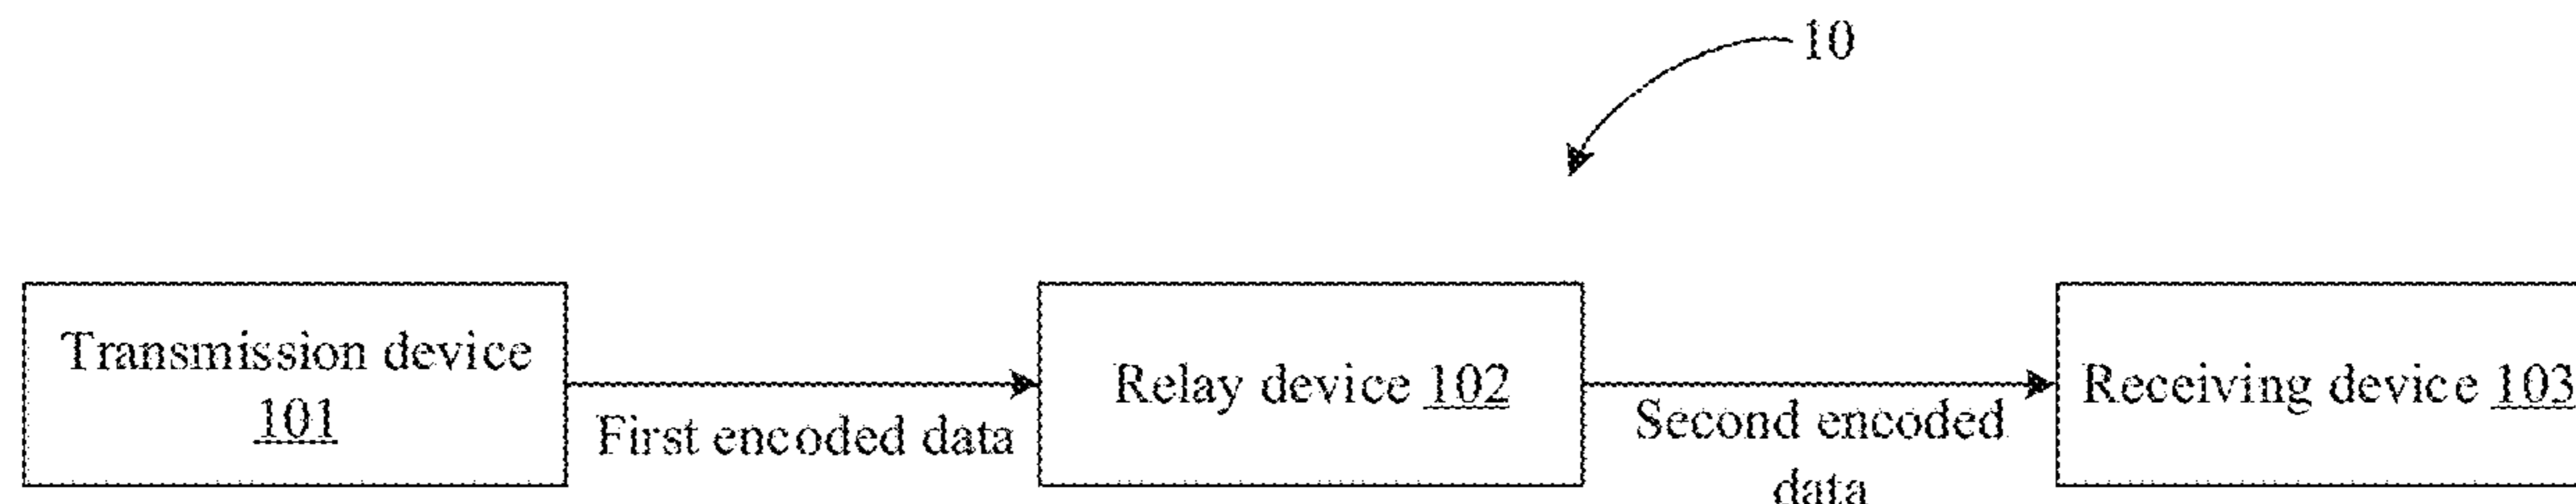 10
Transmission device
101
First encoded data
Relay device 102
Second encoded
data
Receiving device 103